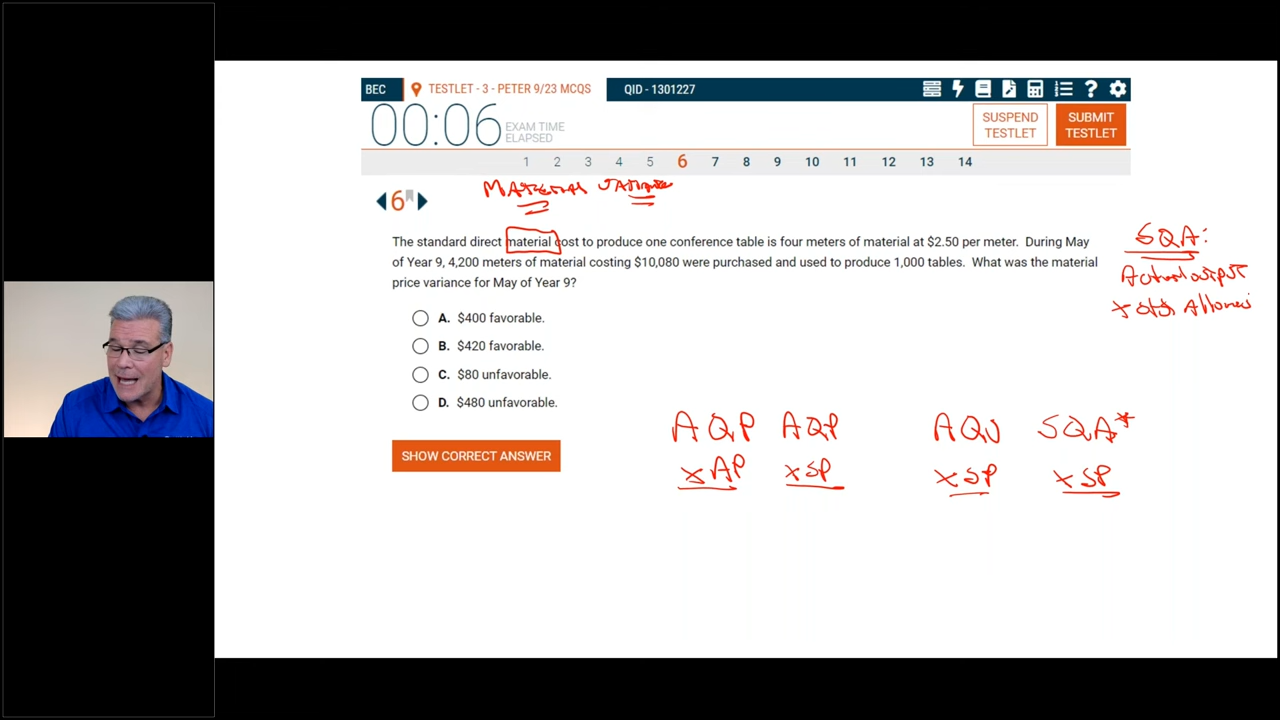 BEC TESTLET - 3 - PETER 9/23 MCQS QID - 1301227
00:06 EXAM TIME ELAPSED
SUSPEND TESTLET
SUBMIT TESTLET
1 2 3 4 5 6 7 8 9 10 11 12 13 14
6
MATERIAL VARIANCE
The standard direct material cost to produce one conference table is four meters of material at $2.50 per meter. During May
of Year 9, 4,200 meters of material costing $10,080 were purchased and used to produce 1,000 tables. What was the material
price variance for May of Year 9?
SQA:
Actual output
x Allowed
A. $400 favorable.
B. $420 favorable.
C. $80 unfavorable.
D. $480 unfavorable.
SHOW CORRECT ANSWER
AQP AQP AQU SQA*
xAP xSP xSP xSP